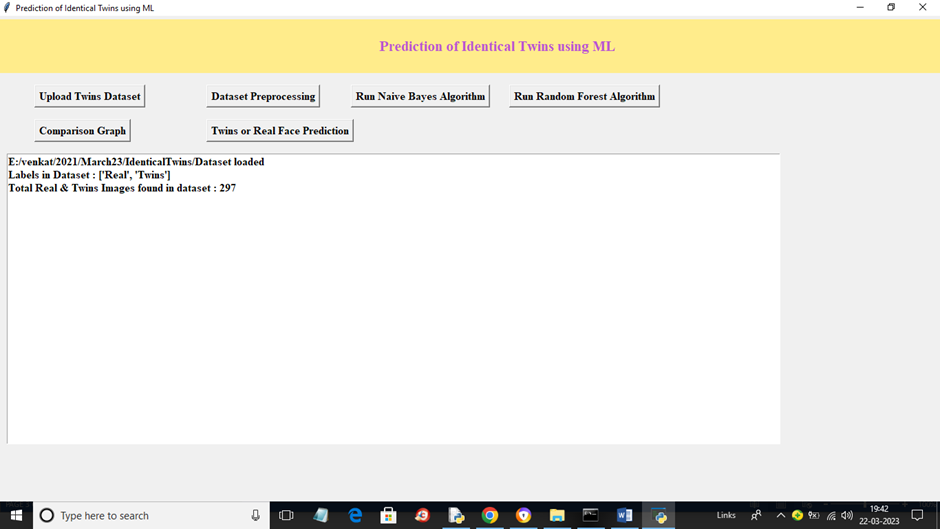 Prediction of Identical Twins using ML
Prediction of Identical Twins using ML
Upload Twins Dataset Dataset Preprocessing Run Naive Bayes Algorithm Run Random Forest Algorithm
Comparison Graph Twins or Real Face Prediction
E:/venkat/2021/March23/IdenticalTwins/Dataset loaded
Labels in Dataset : ['Real', 'Twins']
Total Real & Twins Images found in dataset : 297
Type here to search Links 19:42
22-03-2023